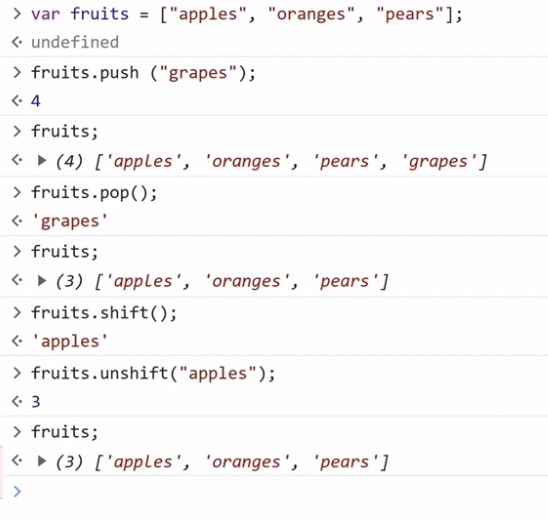 > var fruits = ["apples", "oranges", "pears"];
<· undefined
> fruits.push ("grapes");
<· 4
> fruits;
<· ▶ (4) ['apples', 'oranges', 'pears', 'grapes']
> fruits.pop();
<· 'grapes'
> fruits;
<· ▶ (3) ['apples', 'oranges', 'pears']
> fruits.shift();
<· 'apples'
> fruits.unshift("apples");
<· 3
> fruits;
<· ▶ (3) ['apples', 'oranges', 'pears']
>